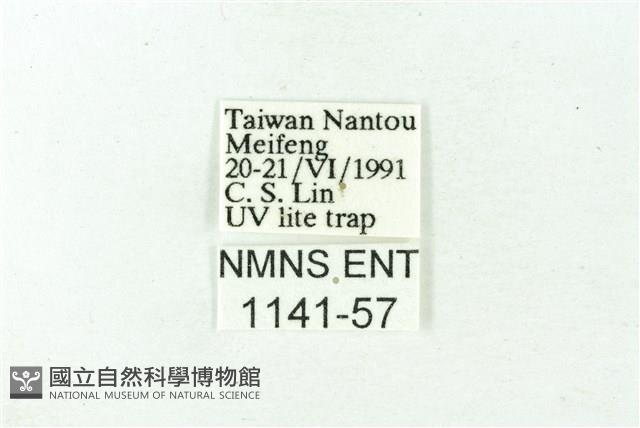 Taiwan Nantou
Meifeng
20-21/VI/1991
C. S. Lin
UV lite trap
NMNS ENT
1141-57
國立自然科學博物館
NATIONAL MUSEUM OF NATURAL SCIENCE